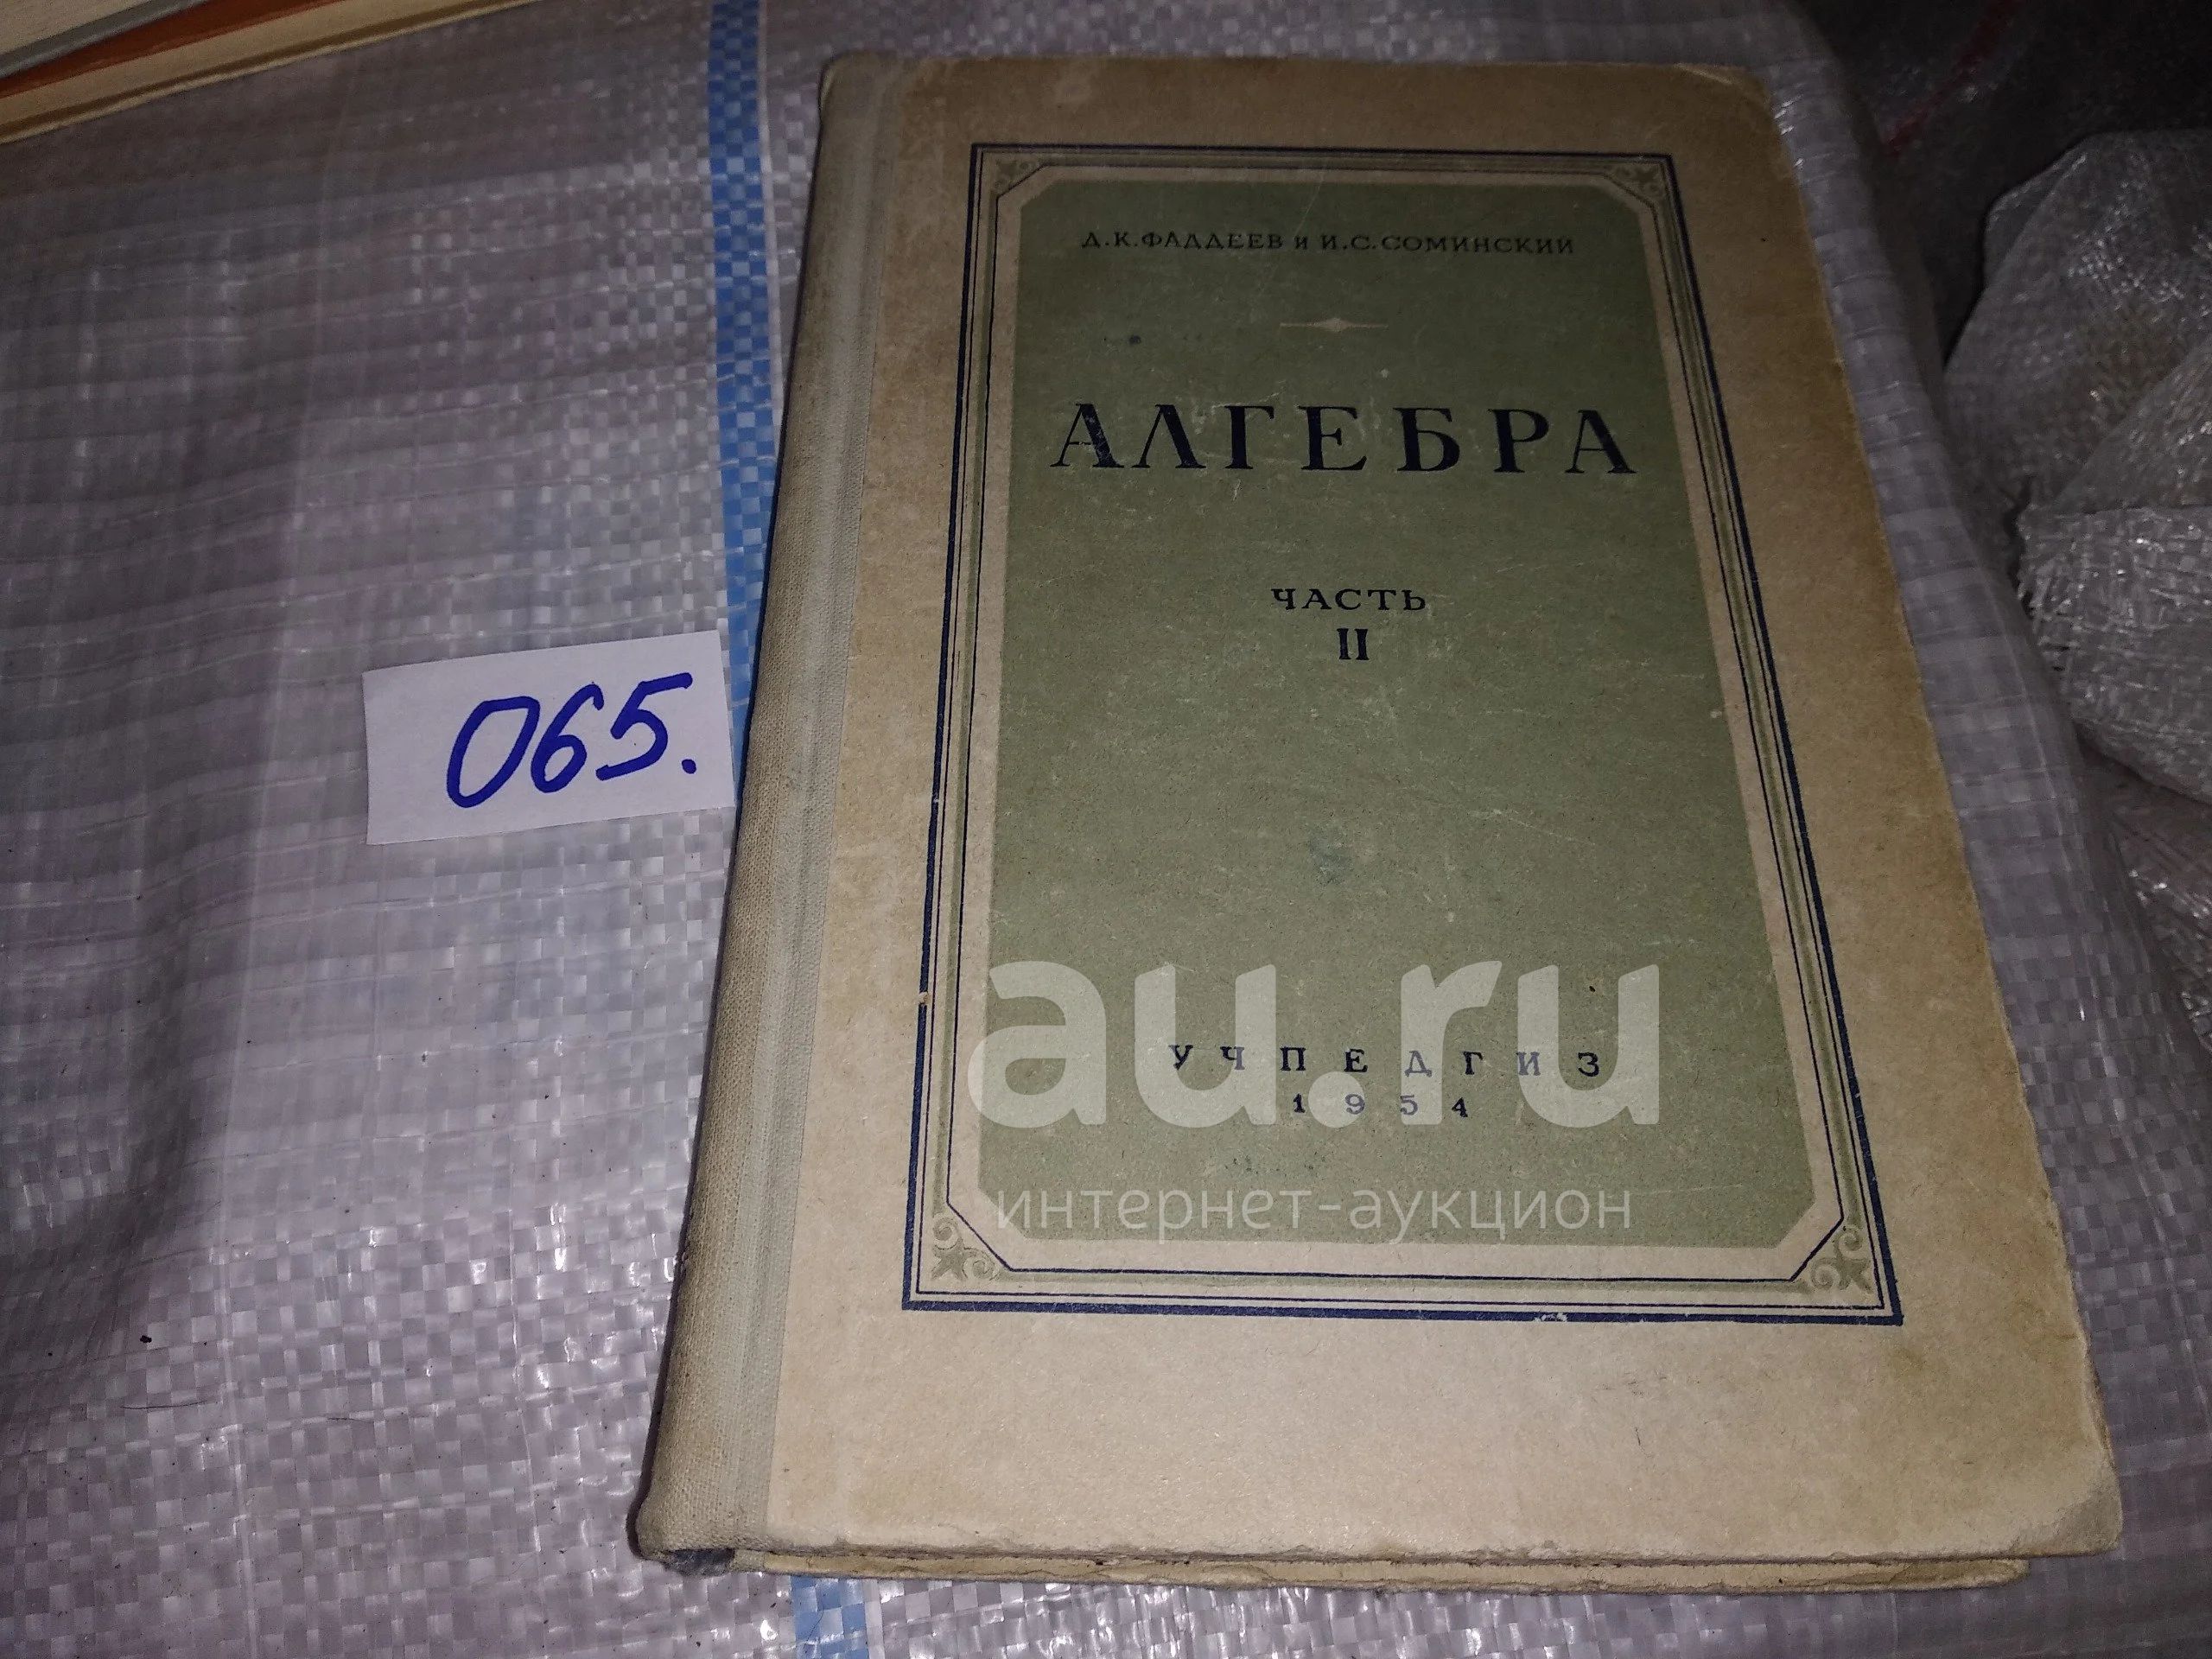 Д.К.ФАДДЕЕВ И И.С.СОМИНСКИЙ
АЛГЕБРА
ЧАСТЬ
II
065.
au.ru
УЧПЕДГИЗ
1954
интернет-аукцион